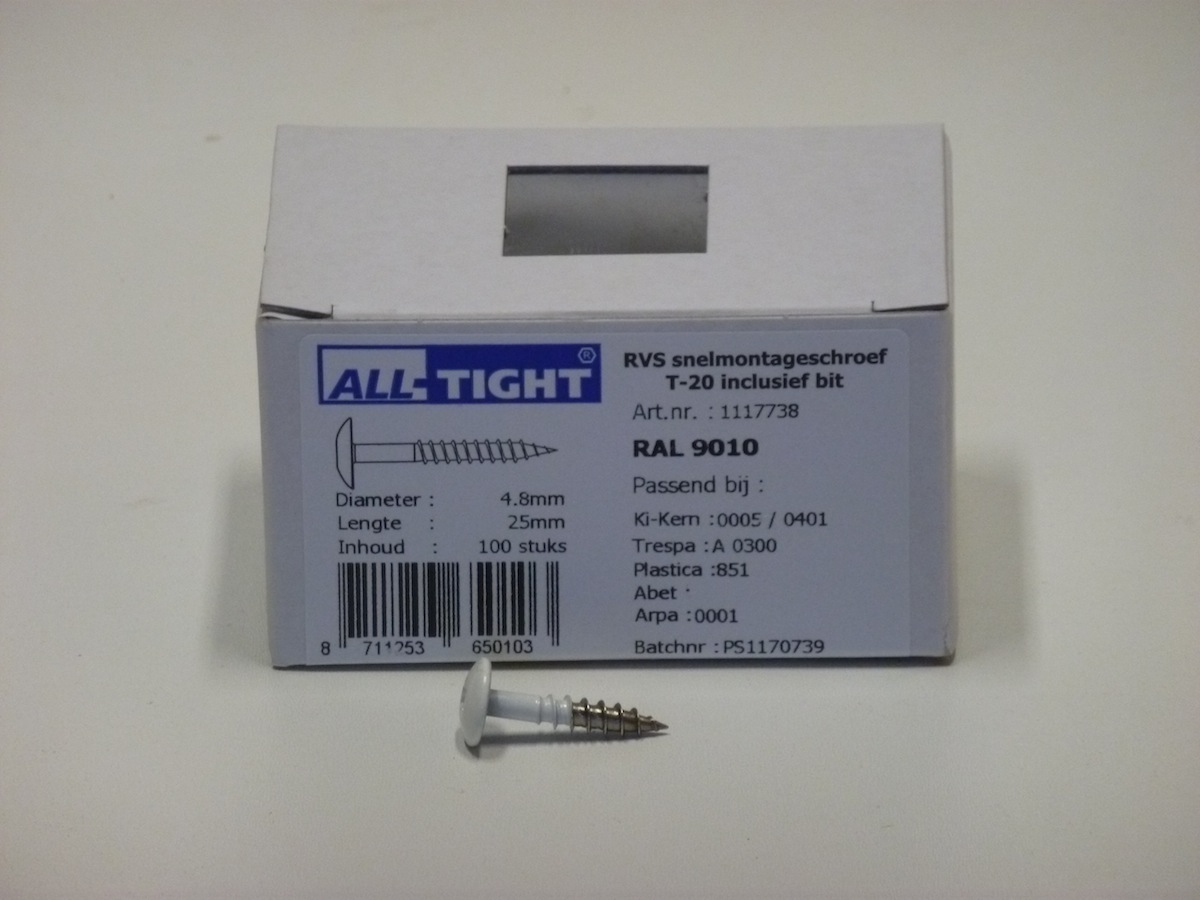 ALL-TIGHT ®
RVS snelmontageschroef
T-20 inclusief bit
Art.nr. : 1117738
RAL 9010
Passend bij :
Ki-Kern :0005 / 0401
Trespa :A 0300
Plastica :851
Abet :
Arpa :0001
Batchnr :PS1170739
Diameter : 4.8mm
Lengte : 25mm
Inhoud : 100 stuks
8 711253 650103